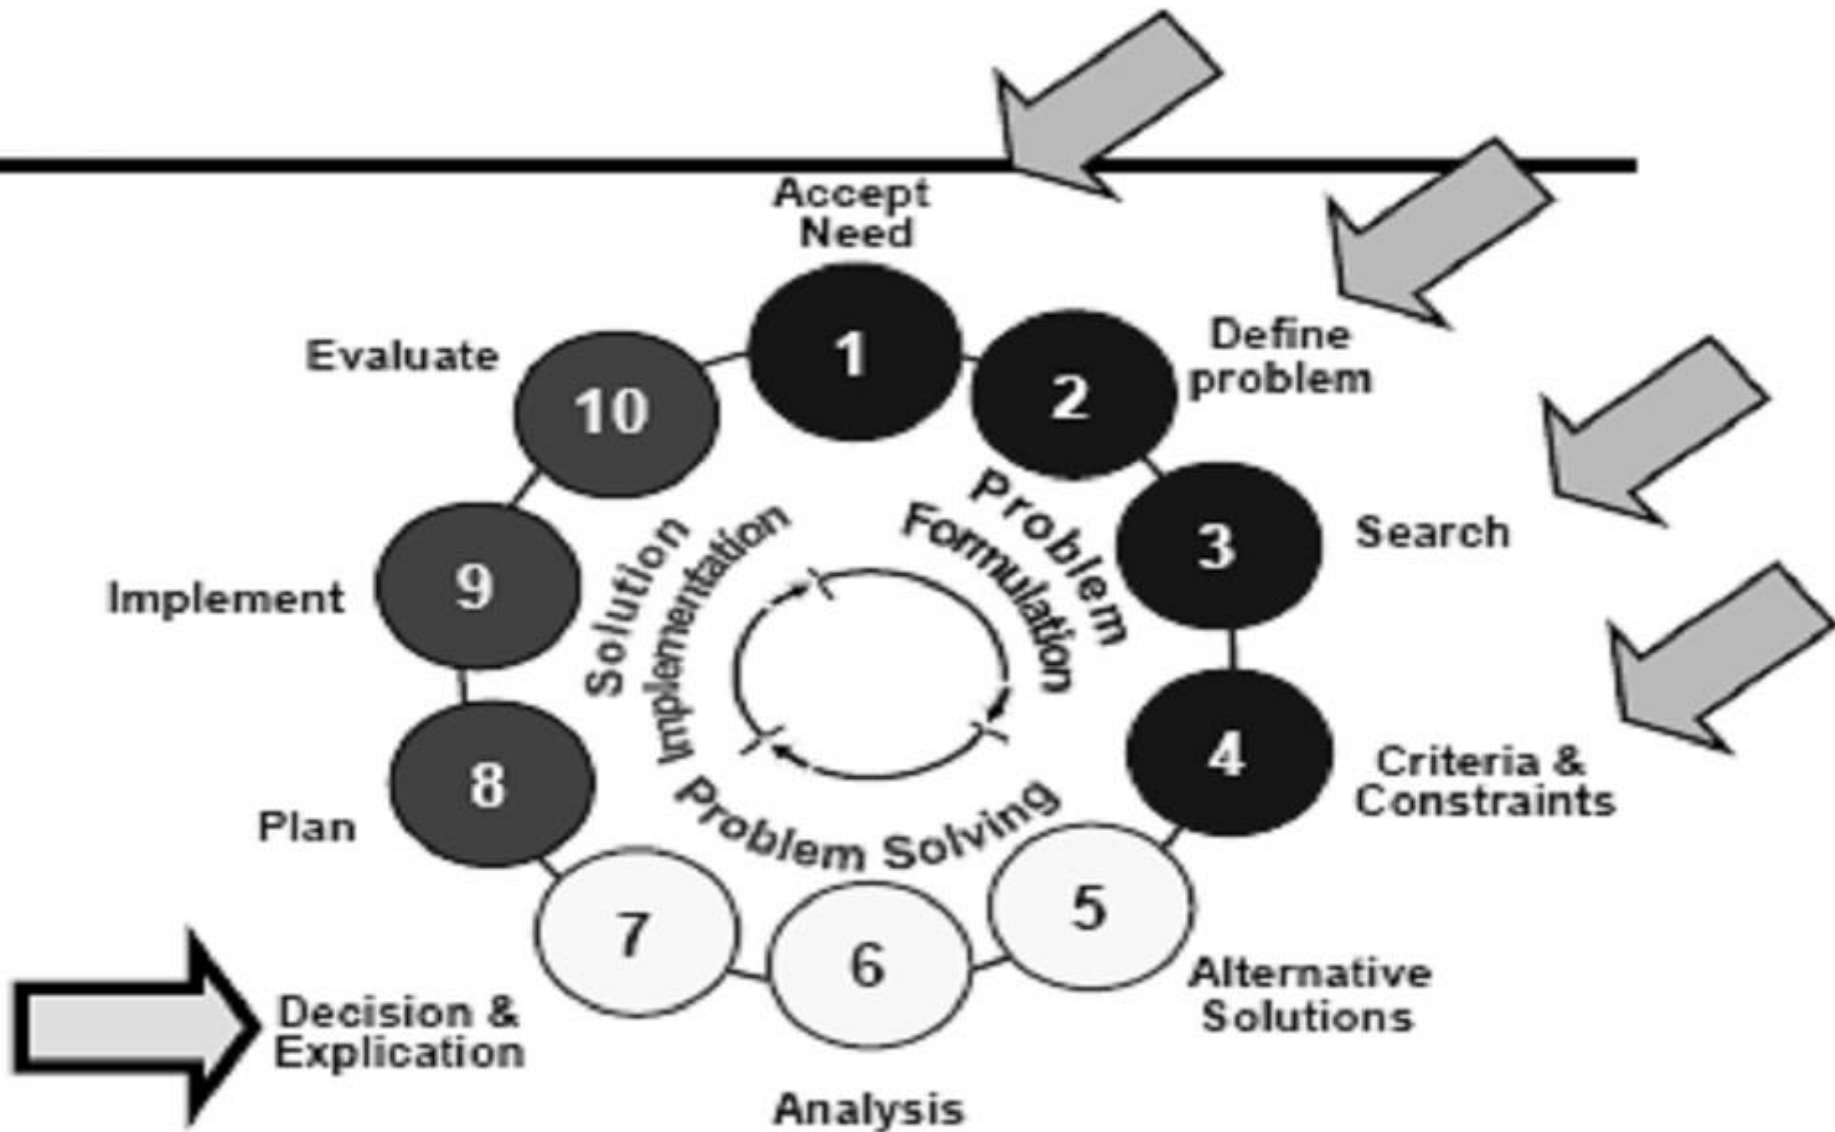 Accept
Need
1
2
Define
problem
3
Search
4
Criteria &
Constraints
5
Alternative
Solutions
6
Analysis
7
Decision &
Explication
8
Plan
9
Implement
10
Evaluate
Problem
Formulation
Problem Solving
Solution
Implementation